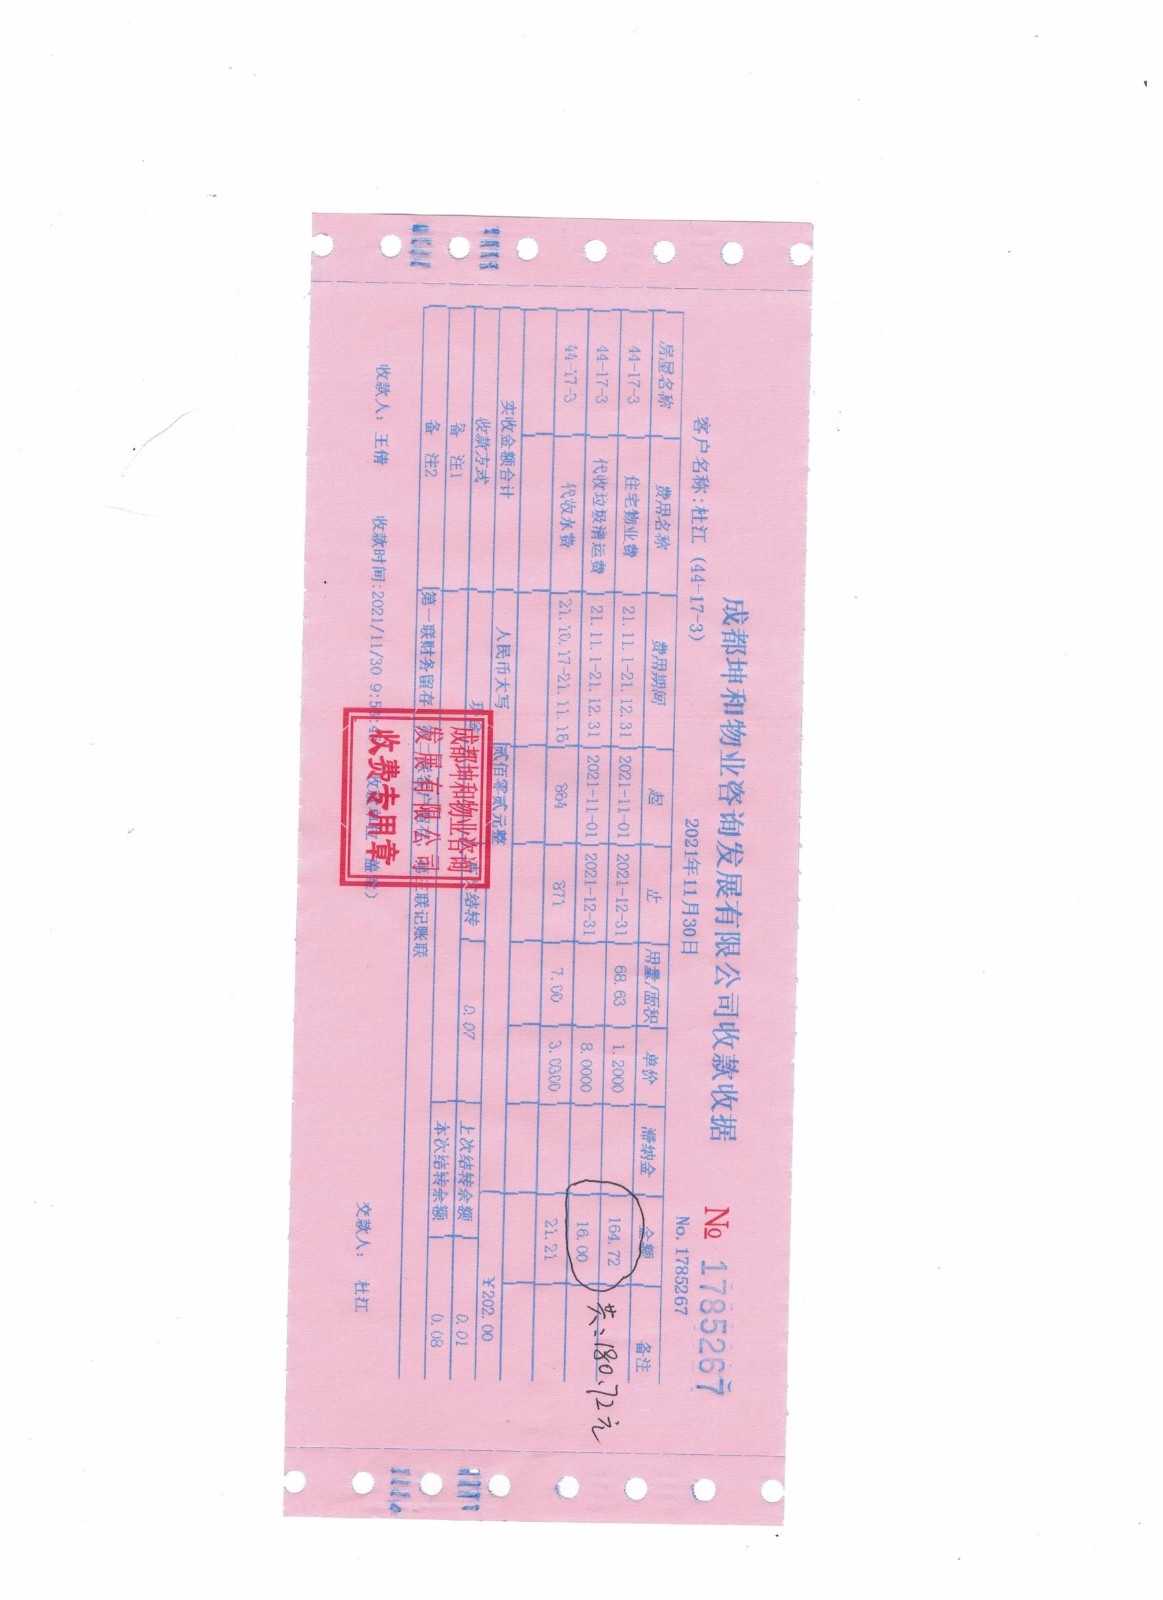 成都坤和物业咨询发展有限公司收款收据
№ 1785267
客户名称:杜江 (44-17-3) 2021年11月30日 No. 1785267
房屋名称 费用名称 费用期间 起 止 用量/面积 单价 滞纳金 金额 备注
44-17-3 住宅物业费 21.11.1-21.12.31 2021-11-01 2021-12-31 68.63 1.2000 164.72
44-17-3 代收垃圾清运费 21.11.1-21.12.31 2021-11-01 2021-12-31 8.0000 16.00
共:180.72元
44-17-3 代收水费 21.10.17-21.11.16 864 871 7.00 3.0300 21.21
实收金额合计 人民币大写 贰佰零贰元整 ¥202.00
收款方式 现金 结转 0.07 上次结转余额 0.01
备 注1 本次结转余额 0.08
备 注2 (第一联财务留存 联记账联
收款人: 王倩 收款时间:2021/11/30 交款人: 杜江
成都坤和物业咨询
发展有限公司
收费专用章